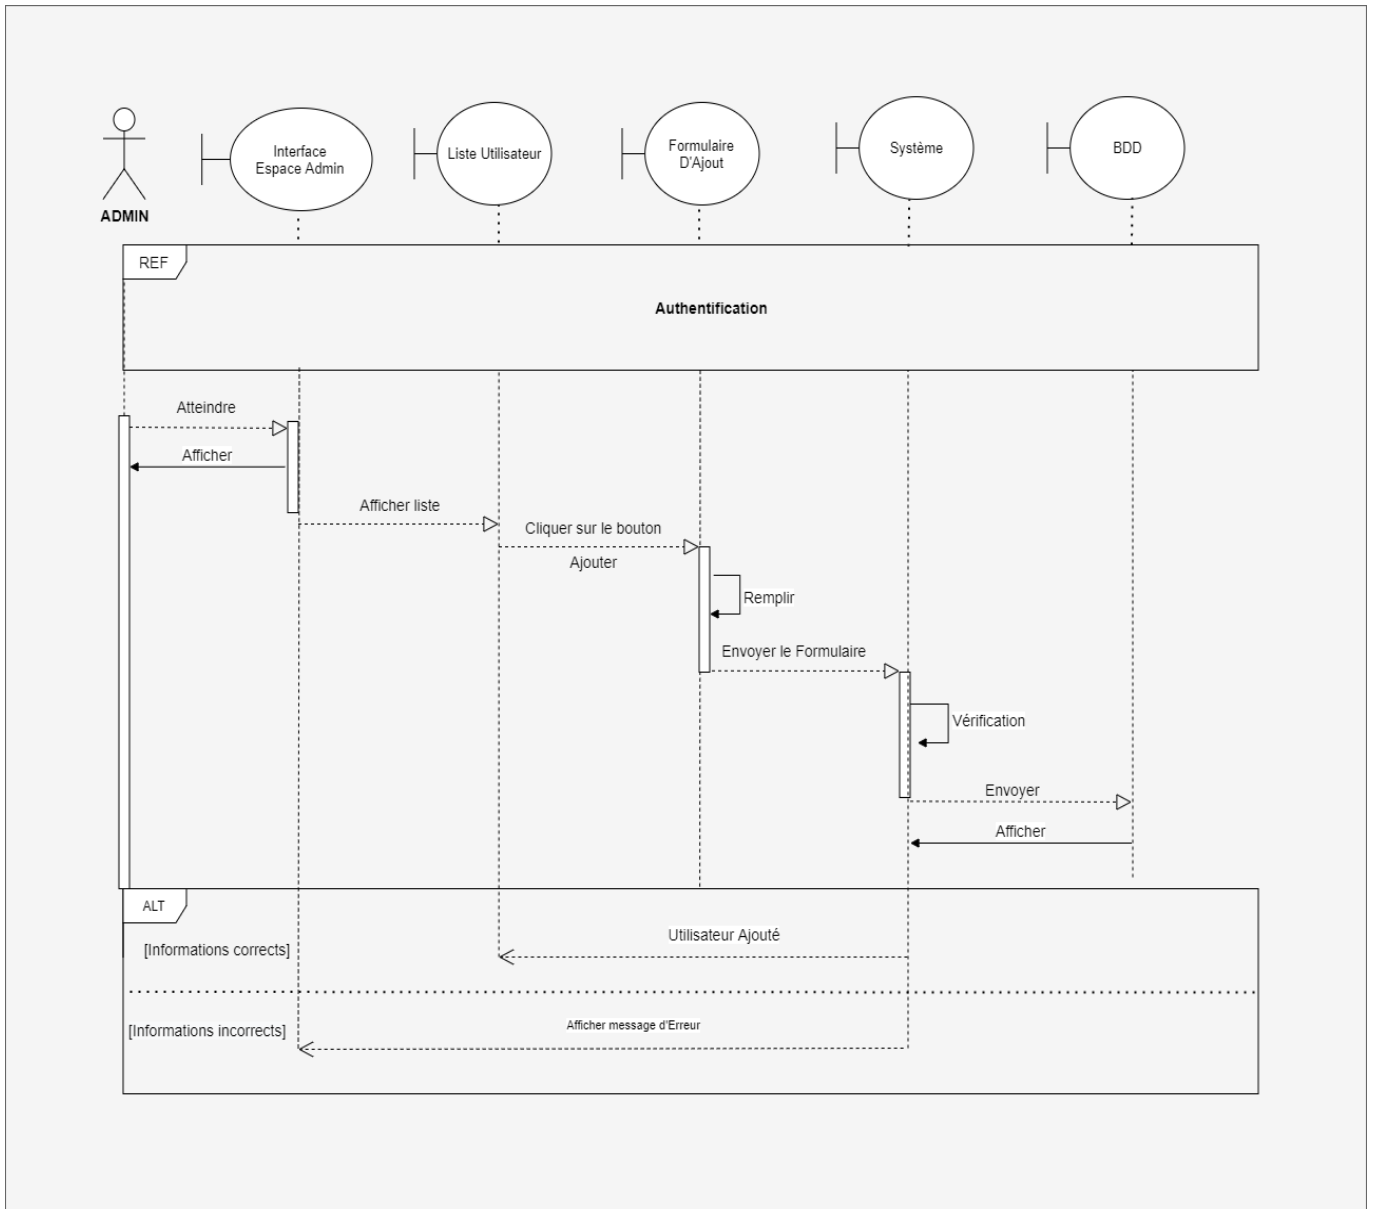 Interface
Espace Admin
Liste Utilisateur
Formulaire
D'Ajout
Système
BDD
ADMIN
REF
Authentification
Atteindre
Afficher
Afficher liste
Cliquer sur le bouton
Ajouter
Remplir
Envoyer le Formulaire
Vérification
Envoyer
Afficher
ALT
[Informations corrects]
Utilisateur Ajouté
[Informations incorrects]
Afficher message d'Erreur